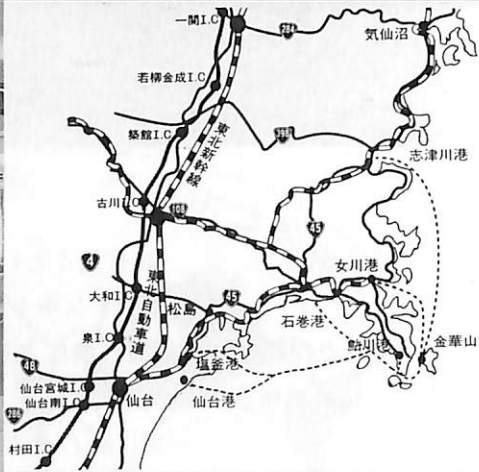 一関I.C
284
気仙沼
若柳金成I.C
築館I.C
398
東北新幹線
志津川港
古川I.C
108
45
4
女川港
大和I.C
東北自動車道
松島
45
石巻港
泉I.C
鮎川港
金華山
48
塩釜港
仙台宮城I.C
仙台
仙台港
仙台南I.C
286
村田I.C